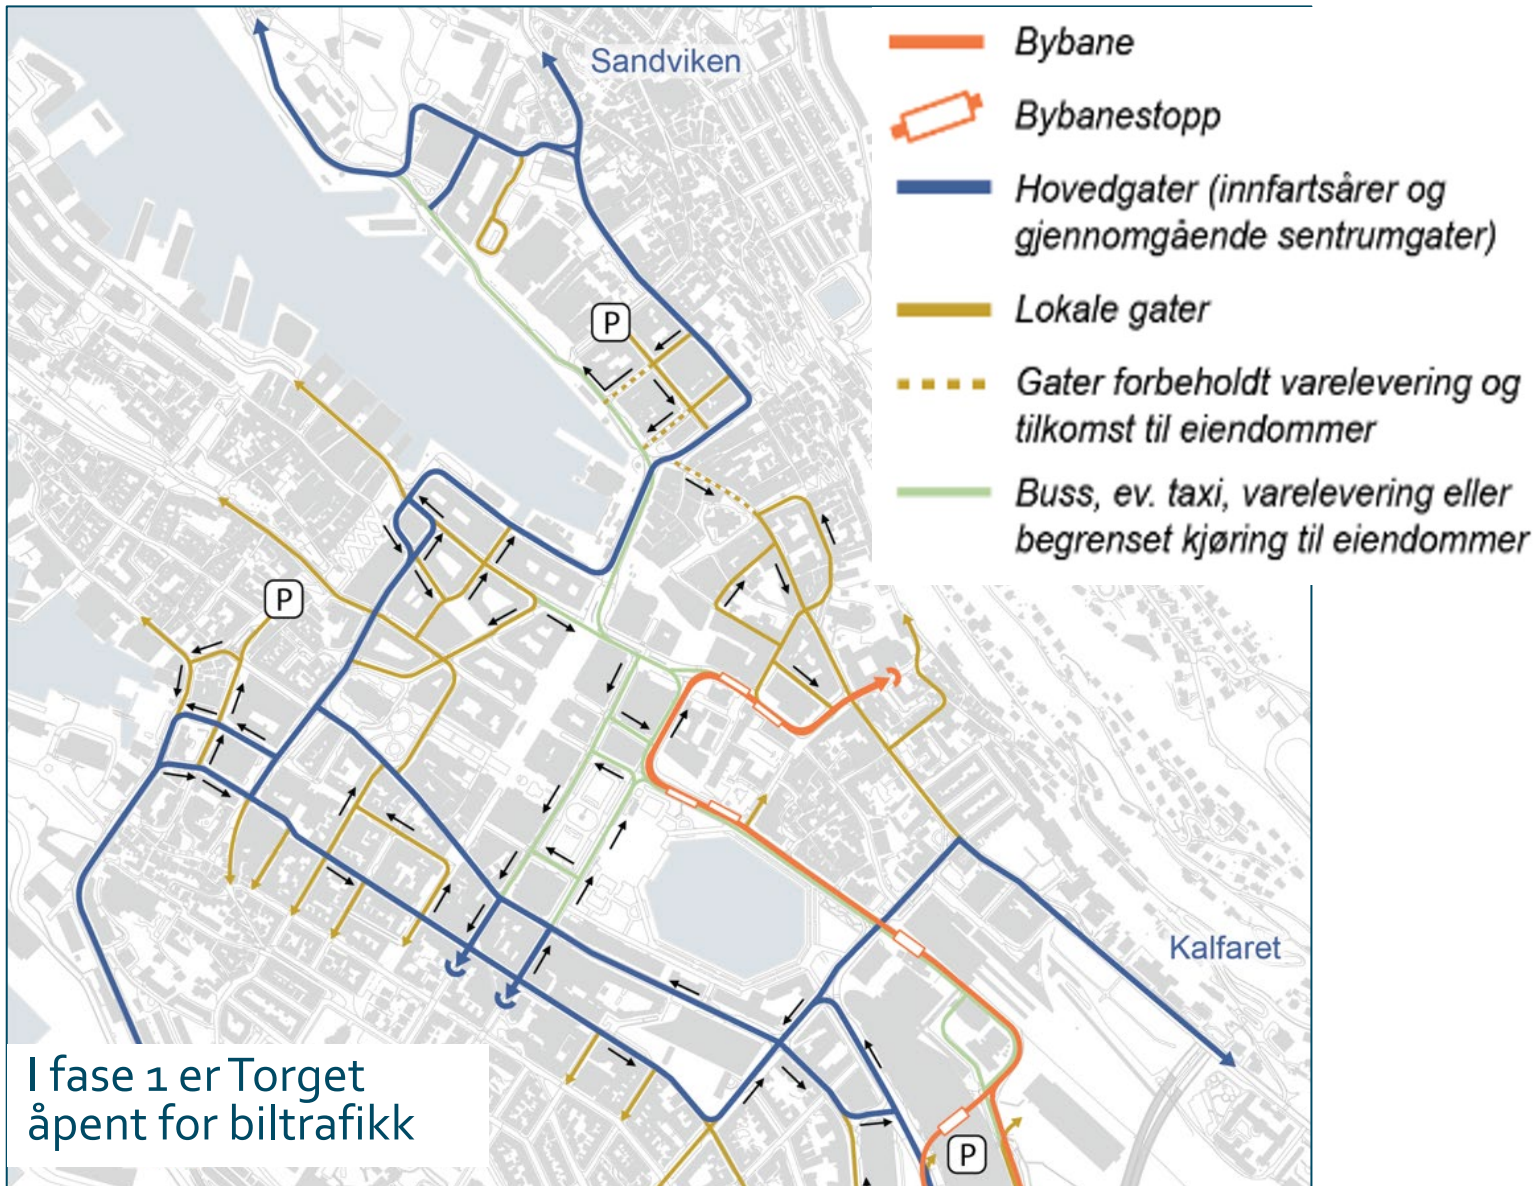 Sandviken
Bybane
Bybanestopp
Hovedgater (innfartsårer og
gjennomgående sentrumgater)
Lokale gater
Gater forbeholdt varelevering og
tilkomst til eiendommer
Buss, ev. taxi, varelevering eller
begrenset kjøring til eiendommer
P
P
Kalfaret
I fase 1 er Torget
åpent for biltrafikk
P